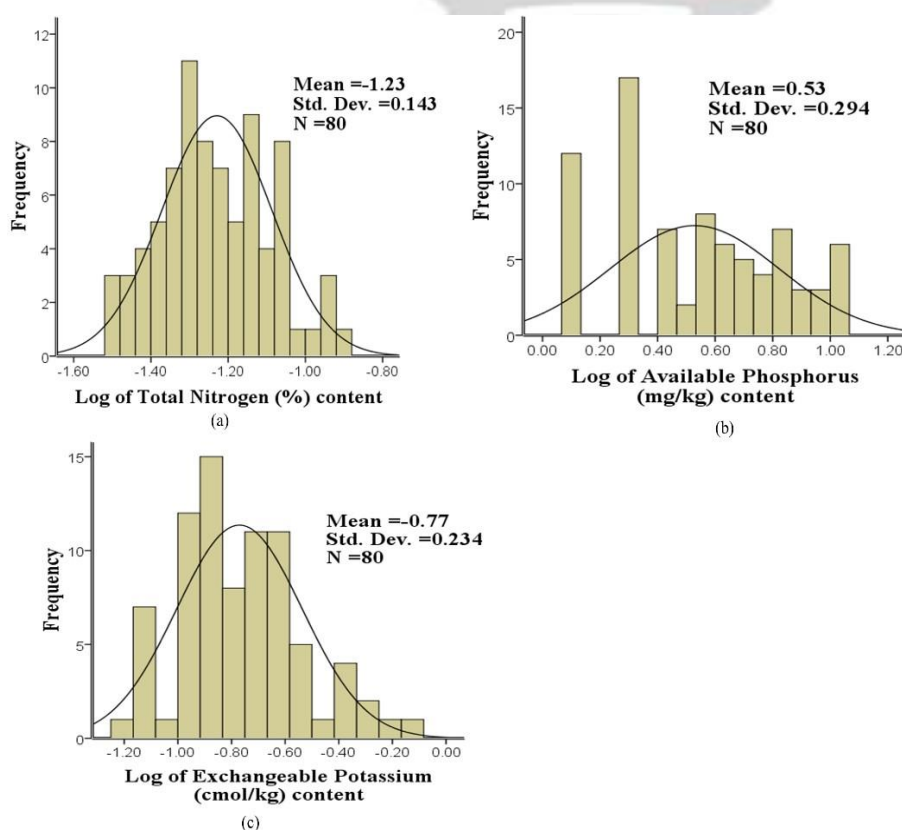 12
10
8
6
4
2
0
Frequency
Mean =-1.23
Std. Dev. =0.143
N =80
-1.60
-1.40
-1.20
-1.00
-0.80
Log of Total Nitrogen (%) content
(a)
20
15
10
5
0
Frequency
Mean =0.53
Std. Dev. =0.294
N =80
0.00
0.20
0.40
0.60
0.80
1.00
1.20
Log of Available Phosphorus
(mg/kg) content
(b)
15
10
5
0
Frequency
Mean =-0.77
Std. Dev. =0.234
N =80
-1.20
-1.00
-0.80
-0.60
-0.40
-0.20
0.00
Log of Exchangeable Potassium
(cmol/kg) content
(c)